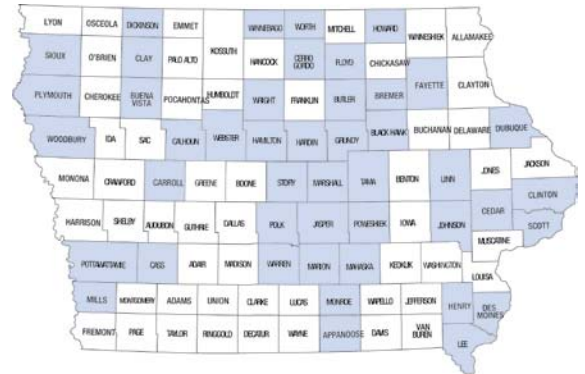 LYON OSCEOLA DICKINSON EMMET KOSSUTH WINNEBAGO WORTH MITCHELL HOWARD WINNESHIEK ALLAMAKEE
SIOUX O'BRIEN CLAY PALO ALTO HANCOCK CERRO GORDO FLOYD CHICKASAW FAYETTE CLAYTON
PLYMOUTH CHEROKEE BUENA VISTA POCAHONTAS HUMBOLDT WRIGHT FRANKLIN BUTLER BREMER
WOODBURY IDA SAC CALHOUN WEBSTER HAMILTON HARDIN GRUNDY BLACK HAWK BUCHANAN DELAWARE DUBUQUE
MONONA CRAWFORD CARROLL GREENE BOONE STORY MARSHALL TAMA BENTON LINN JONES JACKSON
CLINTON
HARRISON SHELBY AUDUBON GUTHRIE DALLAS POLK JASPER POWESHIEK IOWA JOHNSON CEDAR SCOTT
MUSCATINE
POTTAWATTAMIE CASS ADAIR MADISON WARREN MARION MAHASKA KEOKUK WASHINGTON LOUISA
MILLS MONTGOMERY ADAMS UNION CLARKE LUCAS MONROE WAPELLO JEFFERSON HENRY DES MOINES
FREMONT PAGE TAYLOR RINGGOLD DECATUR WAYNE APPANOOSE DAVIS VAN BUREN LEE